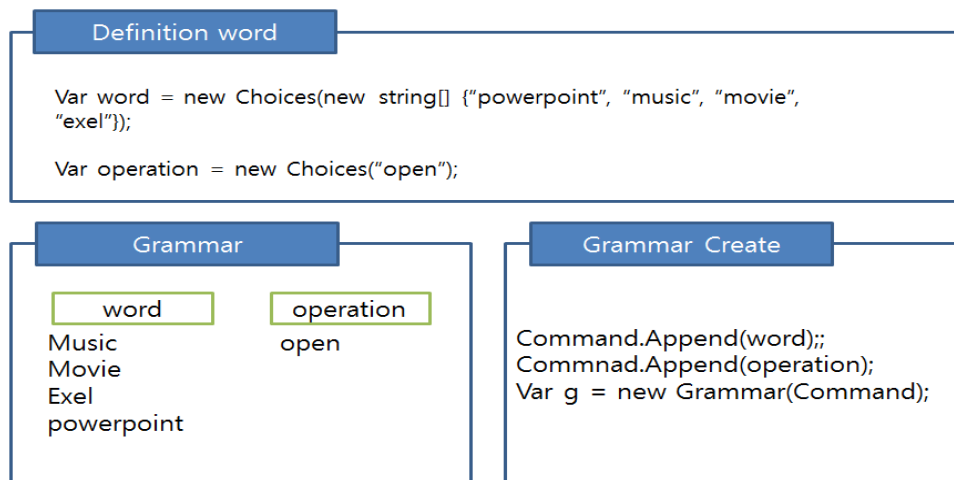 Definition word
Var word = new Choices(new string[] {“powerpoint”, “music”, “movie”,
“exel”});
Var operation = new Choices(“open”);
Grammar
word
Music
Movie
Exel
powerpoint
operation
open
Grammar Create
Command.Append(word);;
Commnad.Append(operation);
Var g = new Grammar(Command);